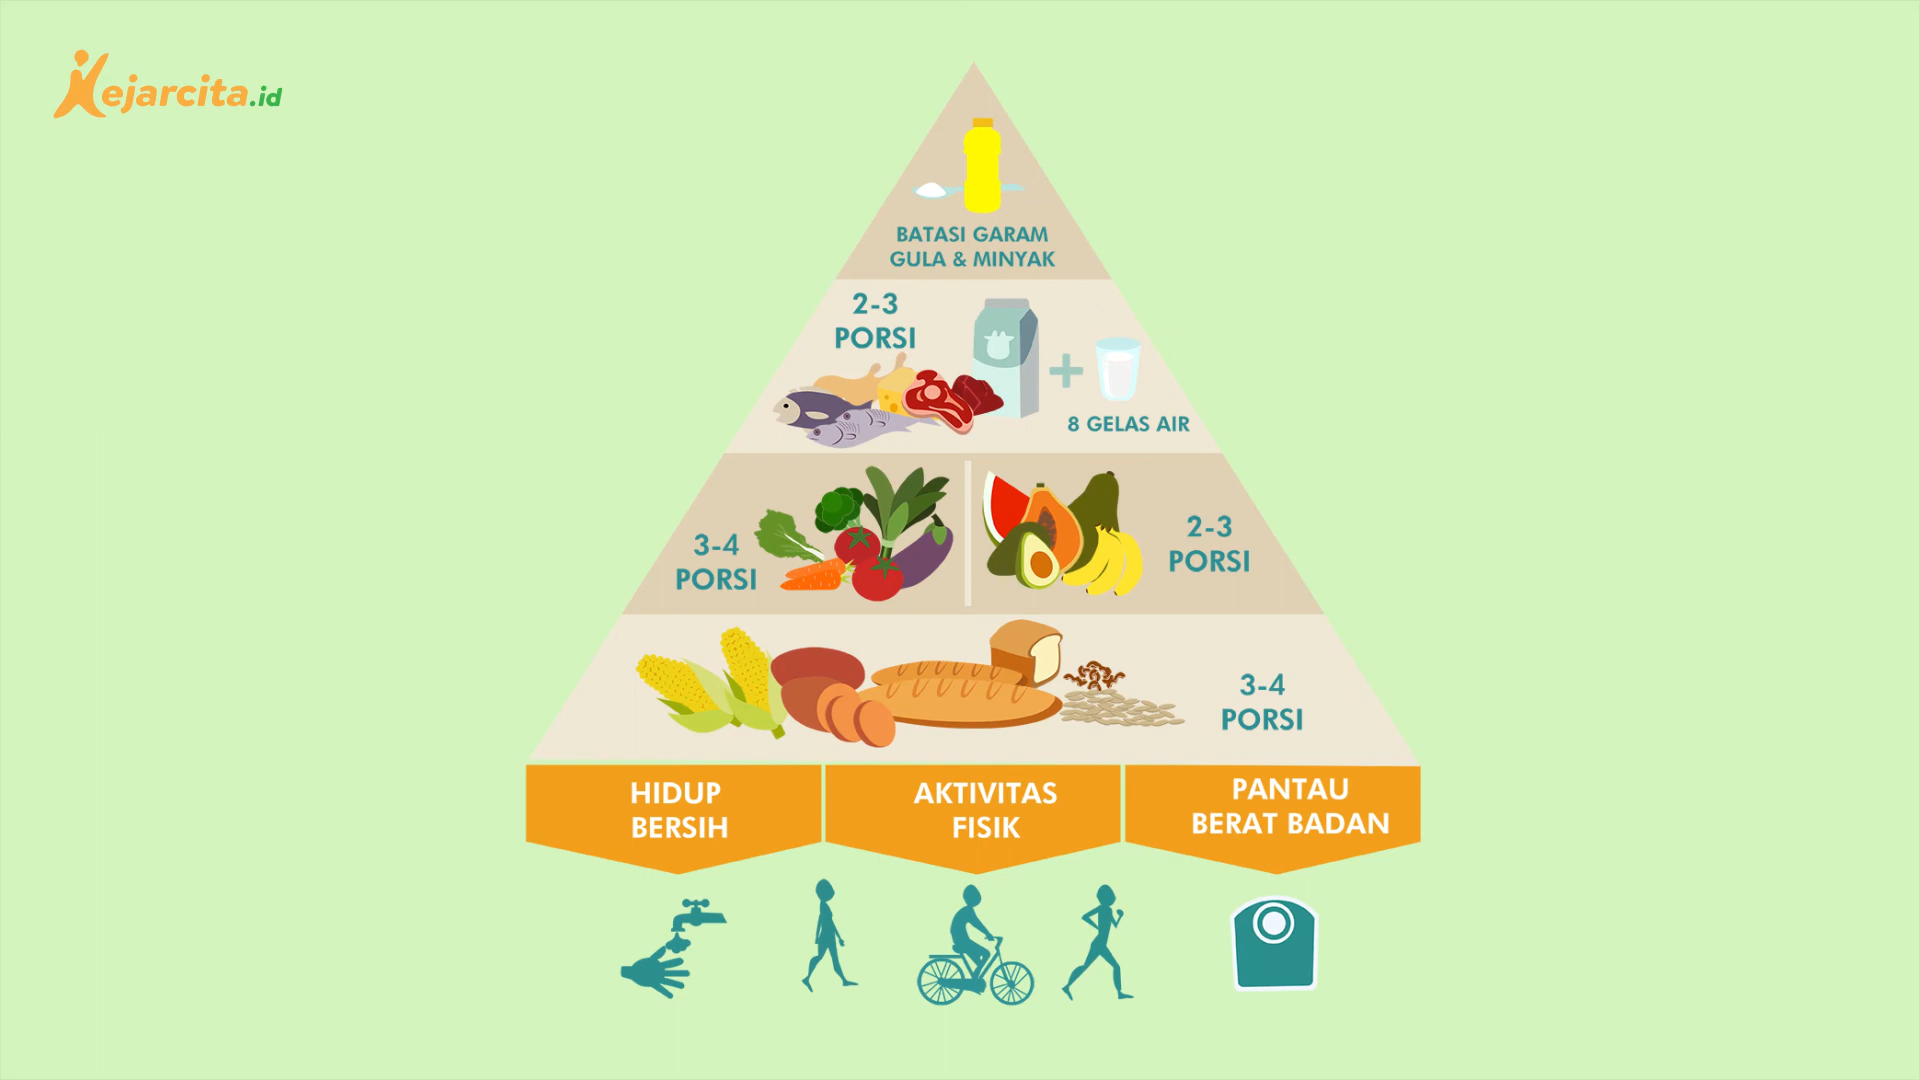 Kejarcita.id
BATASI GARAM
GULA & MINYAK
2-3
PORSI
8 GELAS AIR
3-4
PORSI
2-3
PORSI
3-4
PORSI
HIDUP
BERSIH
AKTIVITAS
FISIK
PANTAU
BERAT BADAN